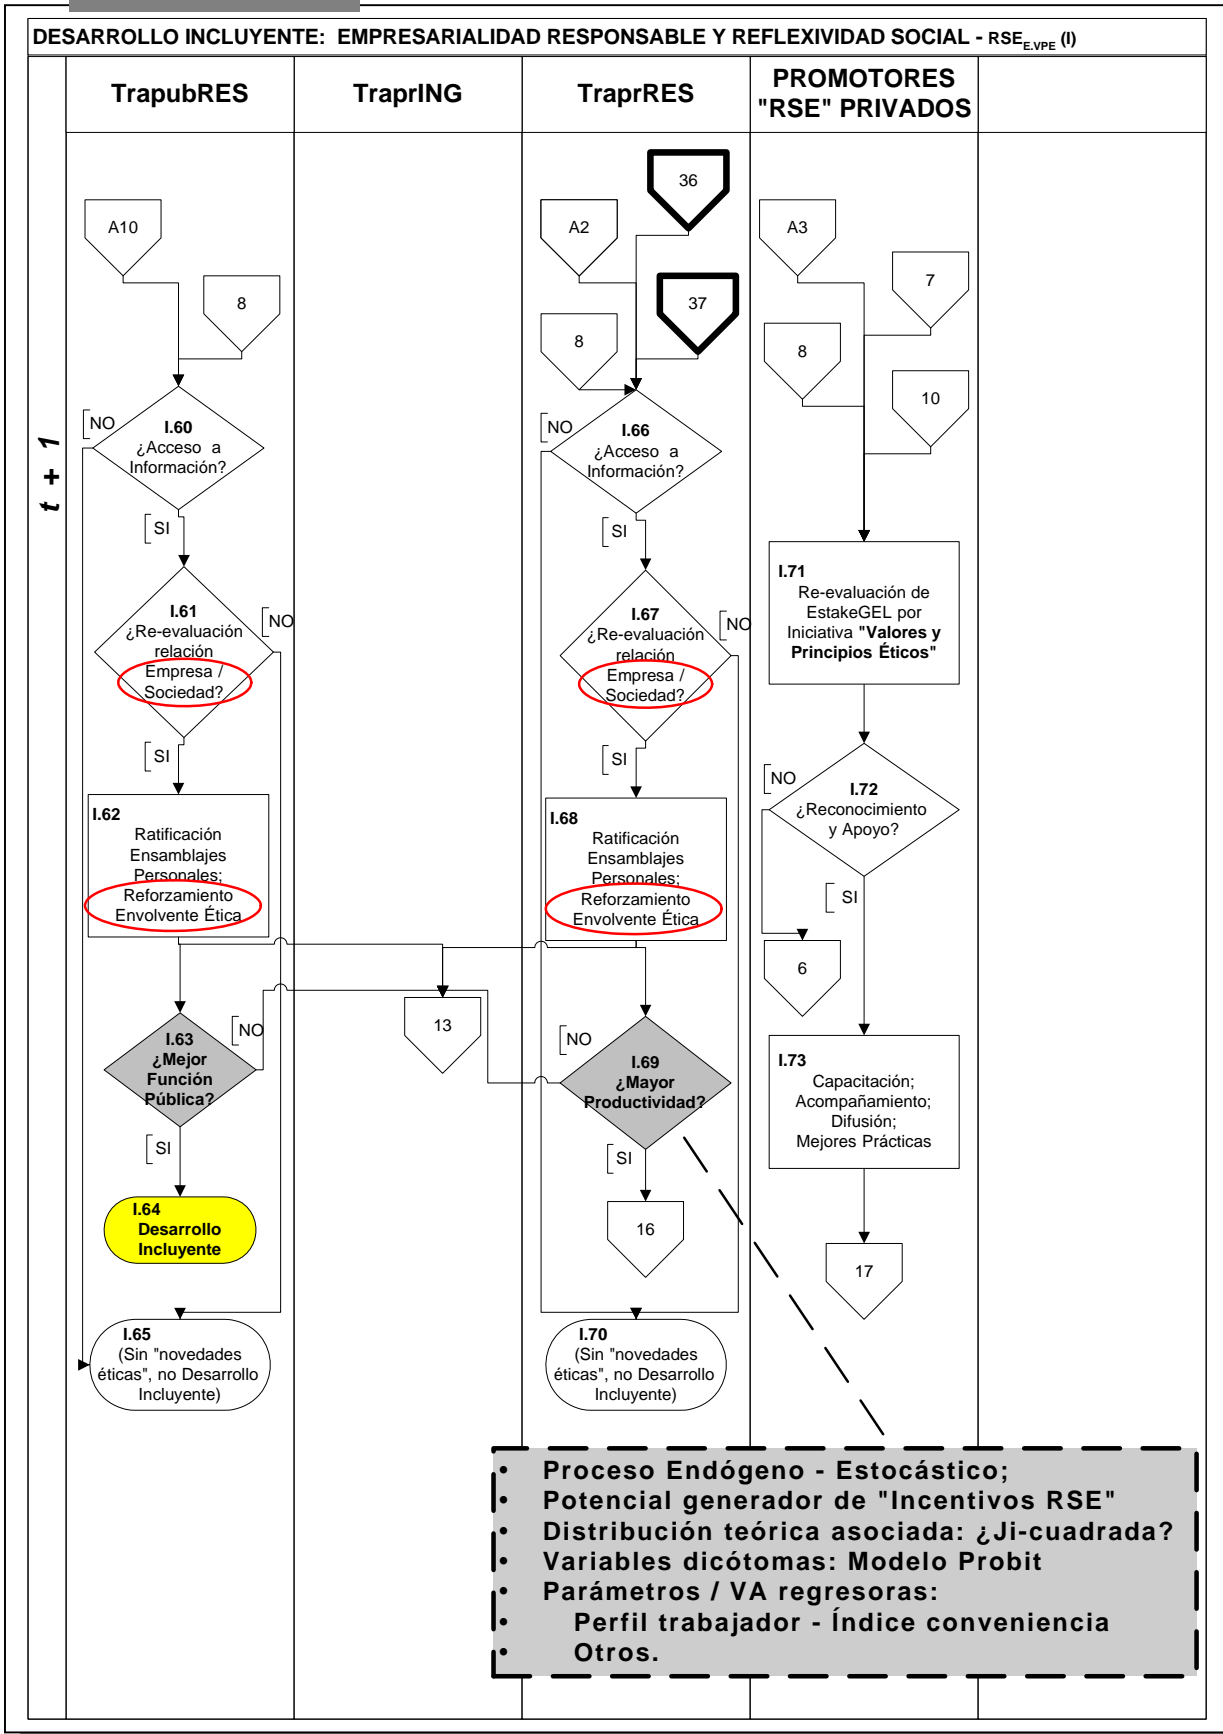 DESARROLLO INCLUYENTE: EMPRESARIALIDAD RESPONSABLE Y REFLEXIVIDAD SOCIAL - RSE E.VPE (I)
TrapubRES
TraprING
TraprRES
PROMOTORES
"RSE" PRIVADOS
t + 1
A10
8
I.60
¿Acceso a
Información?
NO
SI
I.61
¿Re-evaluación
relación
Empresa /
Sociedad?
NO
SI
I.62
Ratificación
Ensamblajes
Personales;
Reforzamiento
Envolvente Ética
I.63
¿Mejor
Función
Pública?
NO
SI
I.64
Desarrollo
Incluyente
I.65
(Sin "novedades
éticas", no Desarrollo
Incluyente)
13
36
A2
37
8
I.66
¿Acceso a
Información?
NO
SI
I.67
¿Re-evaluación
relación
Empresa /
Sociedad?
NO
SI
I.68
Ratificación
Ensamblajes
Personales;
Reforzamiento
Envolvente Ética
I.69
¿Mayor
Productividad?
NO
SI
16
I.70
(Sin "novedades
éticas", no Desarrollo
Incluyente)
A3
7
8
10
I.71
Re-evaluación de
EstakeGEL por
Iniciativa "Valores y
Principios Éticos"
I.72
¿Reconocimiento
y Apoyo?
NO
SI
6
I.73
Capacitación;
Acompañamiento;
Difusión;
Mejores Prácticas
17
• Proceso Endógeno - Estocástico;
• Potencial generador de "Incentivos RSE"
• Distribución teórica asociada: ¿Ji-cuadrada?
• Variables dicótomas: Modelo Probit
• Parámetros / VA regresoras:
• Perfil trabajador - Índice conveniencia
• Otros.